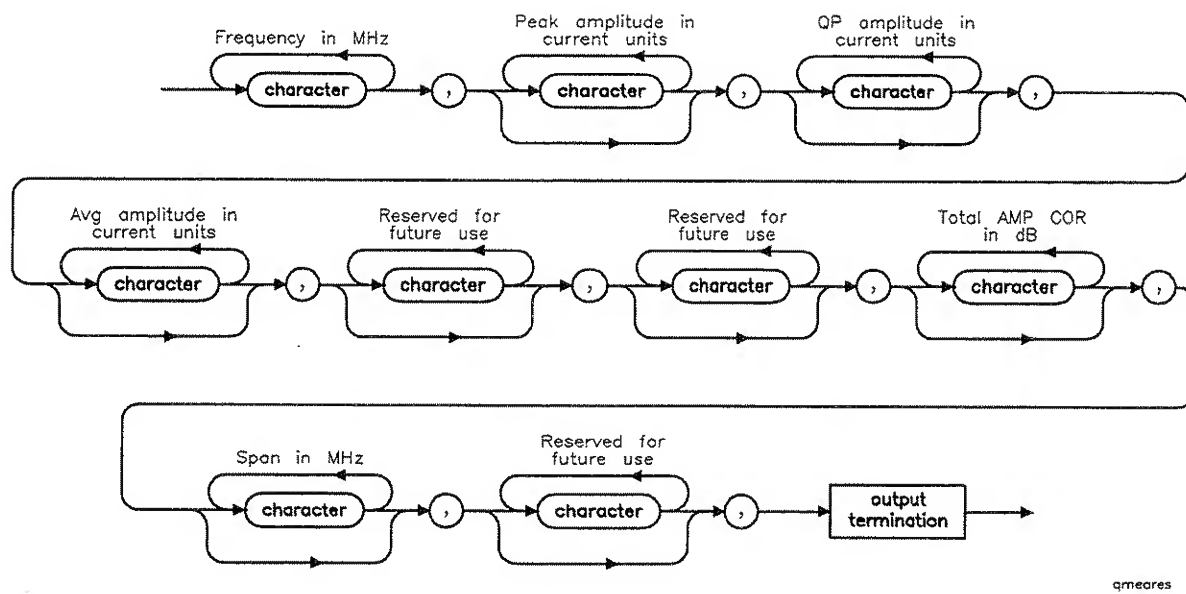 Frequency in MHz
Peak amplitude in
current units
QP amplitude in
current units
character , character , character ,
Avg amplitude in
current units
Reserved for
future use
Reserved for
future use
Total AMP COR
in dB
character , character , character , character ,
Span in MHz
Reserved for
future use
character , character , output
termination
qmeares